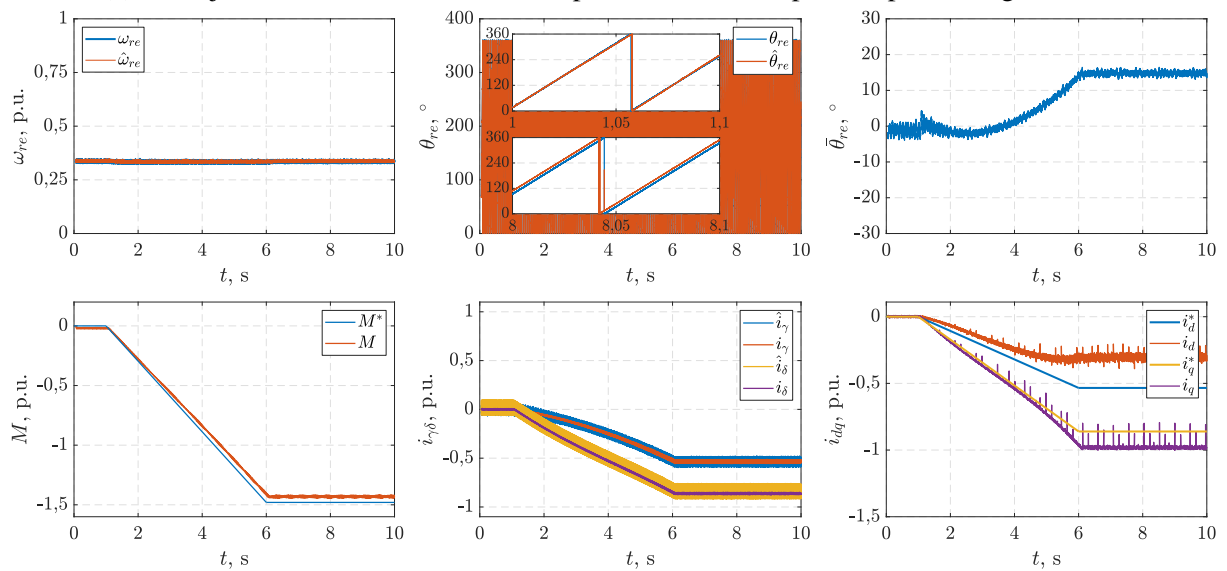 1
0,75
0,5
0,25
0
ω_re, p.u.
0 2 4 6 8 10
t, s
ω_re
ω̂_re
400
300
200
100
0
θ_re, °
0 2 4 6 8 10
t, s
θ_re
θ̂_re
360
240
120
0
1 1,05 1,1
360
240
120
0
8 8,05 8,1
30
20
10
0
-10
-20
-30
θ̄_re, °
0 2 4 6 8 10
t, s
0
-0,5
-1
-1,5
M, p.u.
0 2 4 6 8 10
t, s
M*
M
1
0,5
0
-0,5
-1
i_γδ, p.u.
0 2 4 6 8 10
t, s
î_γ
i_γ
î_δ
i_δ
0
-0,5
-1
-1,5
i_dq, p.u.
0 2 4 6 8 10
t, s
i*_d
i_d
i*_q
i_q